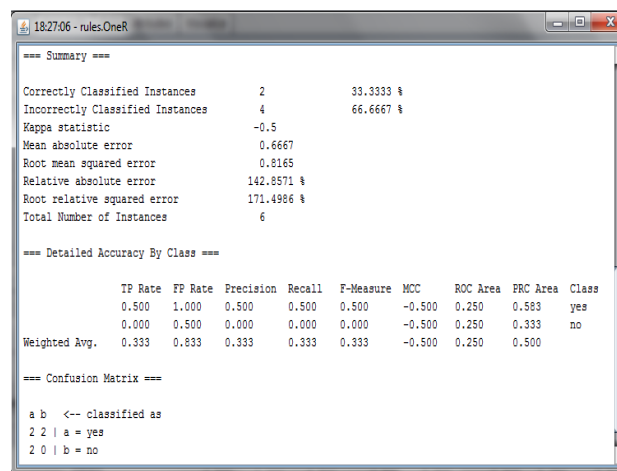 18:27:06 - rules.OneR
=== Summary ===
Correctly Classified Instances 2 33.3333 %
Incorrectly Classified Instances 4 66.6667 %
Kappa statistic -0.5
Mean absolute error 0.6667
Root mean squared error 0.8165
Relative absolute error 142.8571 %
Root relative squared error 171.4986 %
Total Number of Instances 6
=== Detailed Accuracy By Class ===
TP Rate FP Rate Precision Recall F-Measure MCC ROC Area PRC Area Class
0.500 1.000 0.500 0.500 0.500 -0.500 0.250 0.583 yes
0.000 0.500 0.000 0.000 0.000 -0.500 0.250 0.333 no
Weighted Avg. 0.333 0.833 0.333 0.333 0.333 -0.500 0.250 0.500
=== Confusion Matrix ===
a b <-- classified as
2 2 | a = yes
2 0 | b = no